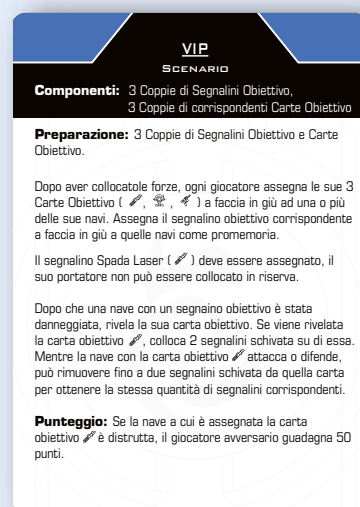 VIP
Scenario
Componenti: 3 Coppie di Segnalini Obiettivo,
3 Coppie di corrispondenti Carte Obiettivo
Preparazione: 3 Coppie di Segnalini Obiettivo e Carte
Obiettivo.
Dopo aver collocatole forze, ogni giocatore assegna le sue 3
Carte Obiettivo ( , , ) a faccia in giù ad una o più
delle sue navi. Assegna il segnalino obiettivo corrispondente
a faccia in giù a quelle navi come promemoria.
Il segnalino Spada Laser ( ) deve essere assegnato, il
suo portatore non può essere collocato in riserva.
Dopo che una nave con un segnaino obiettivo è stata
danneggiata, rivela la sua carta obiettivo. Se viene rivelata
la carta obiettivo , colloca 2 segnalini schivata su di essa.
Mentre la nave con la carta obiettivo attacca o difende,
può rimuovere fino a due segnalini schivata da quella carta
per ottenere la stessa quantità di segnalini corrispondenti.
Punteggio: Se la nave a cui è assegnata la carta
obiettivo è distrutta, il giocatore avversario guadagna 50
punti.